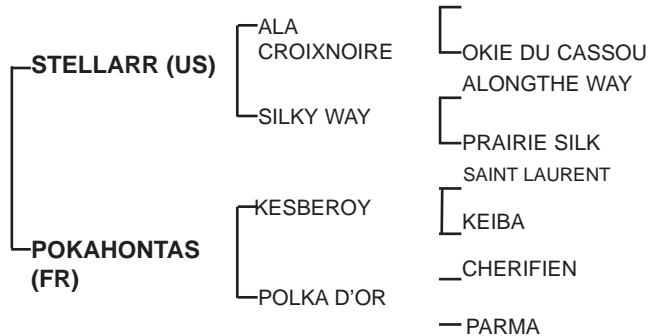 ALA
CROIXNOIRE
OKIE DU CASSOU
STELLARR (US)
ALONGTHE WAY
SILKY WAY
PRAIRIE SILK
SAINT LAURENT
KESBEROY
KEIBA
POKAHONTAS
(FR)
CHERIFIEN
POLKA D'OR
PARMA